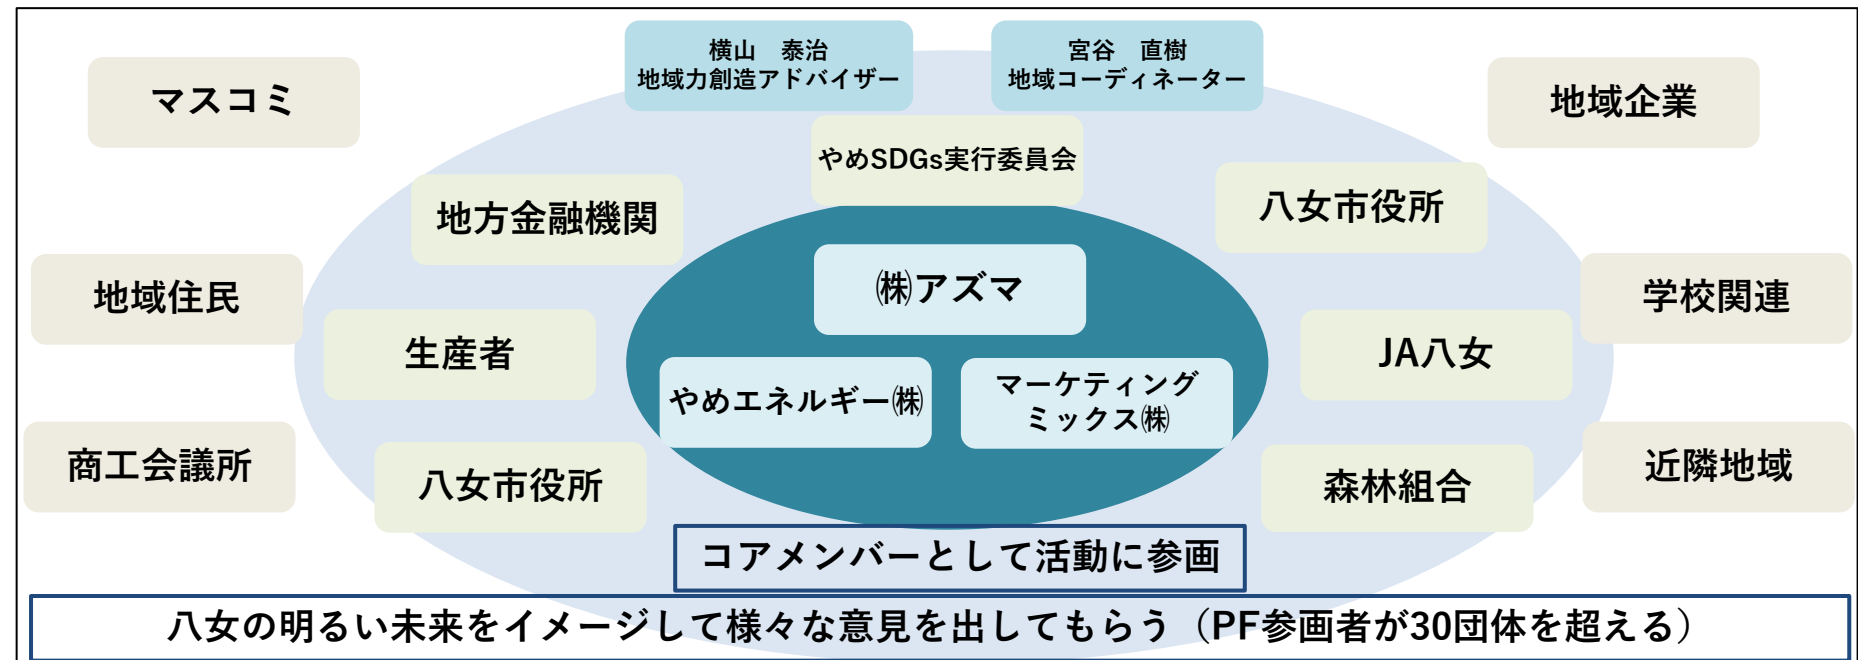 横山　泰治
地域力創造アドバイザー
宮谷　直樹
地域コーディネーター
マスコミ
地域企業
やめSDGs実行委員会
地方金融機関
八女市役所
㈱アズマ
地域住民
学校関連
生産者
JA八女
やめエネルギー㈱
マーケティング
ミックス㈱
商工会議所
八女市役所
森林組合
近隣地域
コアメンバーとして活動に参画
八女の明るい未来をイメージして様々な意見を出してもらう（PF参画者が30団体を超える）